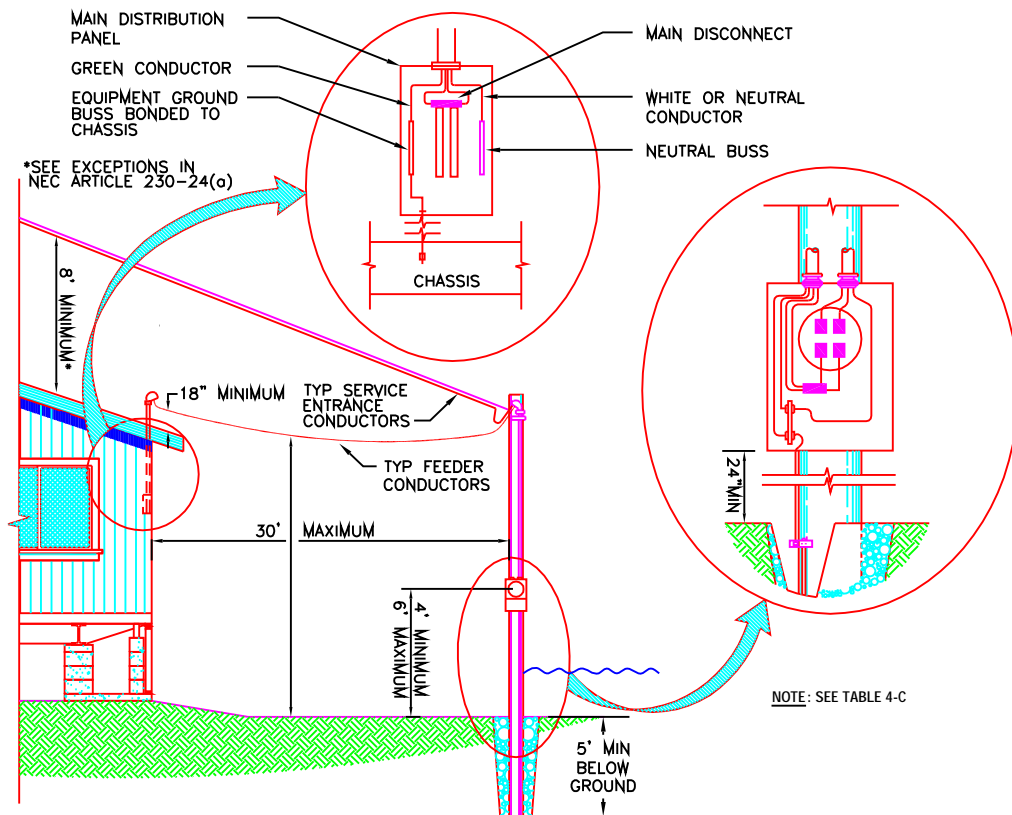 MAIN DISTRIBUTION
PANEL
GREEN CONDUCTOR
EQUIPMENT GROUND
BUSS BONDED TO
CHASSIS
MAIN DISCONNECT
WHITE OR NEUTRAL
CONDUCTOR
NEUTRAL BUSS
*SEE EXCEPTIONS IN
NEC ARTICLE 230-24(a)
CHASSIS
8' MINIMUM*
18" MINIMUM
TYP SERVICE
ENTRANCE
CONDUCTORS
TYP FEEDER
CONDUCTORS
30' MAXIMUM
4' MINIMUM
6' MAXIMUM
24"MIN
NOTE: SEE TABLE 4-C
5' MIN
BELOW
GROUND